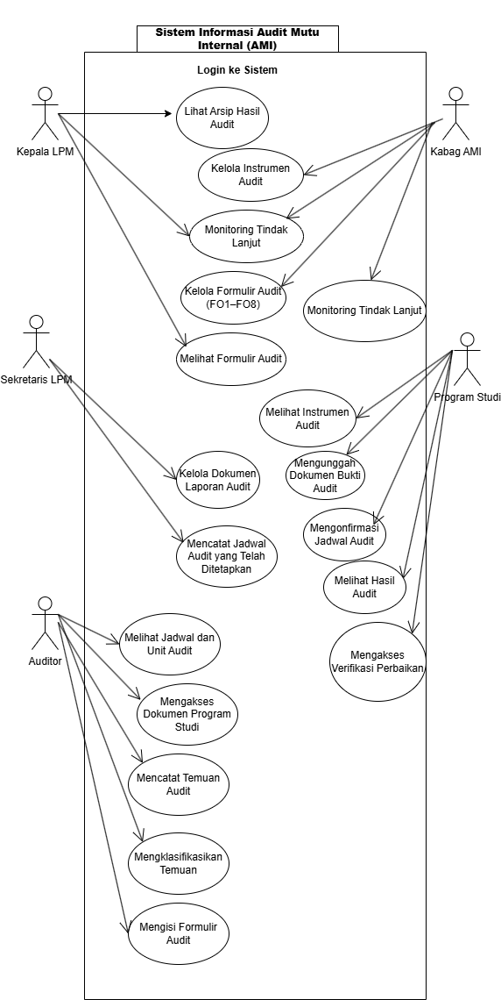 Sistem Informasi Audit Mutu
Internal (AMI)
Login ke Sistem
Lihat Arsip Hasil
Audit
Kepala LPM
Kabag AMI
Kelola Instrumen
Audit
Monitoring Tindak
Lanjut
Kelola Formulir Audit
(FO1–FO8)
Monitoring Tindak Lanjut
Melihat Formulir Audit
Sekretaris LPM
Program Studi
Melihat Instrumen
Audit
Mengunggah
Dokumen Bukti
Audit
Kelola Dokumen
Laporan Audit
Mengonfirmasi
Jadwal Audit
Mencatat Jadwal
Audit yang Telah
Ditetapkan
Melihat Hasil
Audit
Auditor
Melihat Jadwal dan
Unit Audit
Mengakses
Verifikasi Perbaikan
Mengakses
Dokumen Program
Studi
Mencatat Temuan
Audit
Mengklasifikasikan
Temuan
Mengisi Formulir
Audit